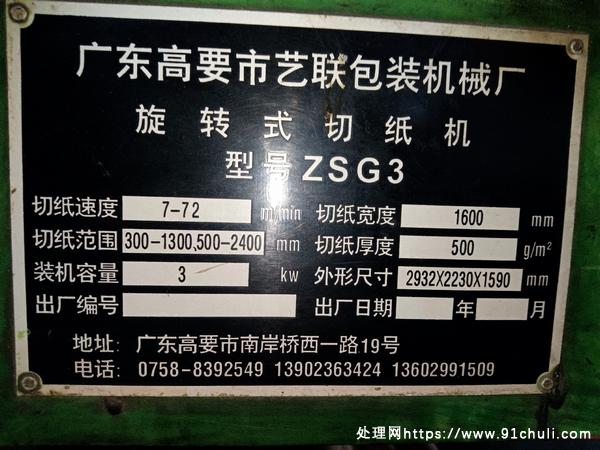 广东高要市艺联包装机械厂
旋转式切纸机
型号 ZSG3
切纸速度 7-72 m/min 切纸宽度 1600 mm
切纸范围 300-1300,500-2400 mm 切纸厚度 500 g/m²
装机容量 3 kw 外形尺寸 2932X2230X1590 mm
出厂编号 出厂日期 年 月
地址: 广东高要市南岸桥西一路19号
电话: 0758-8392549 13902363424 13602991509
处理网https://www.91chuli.com/